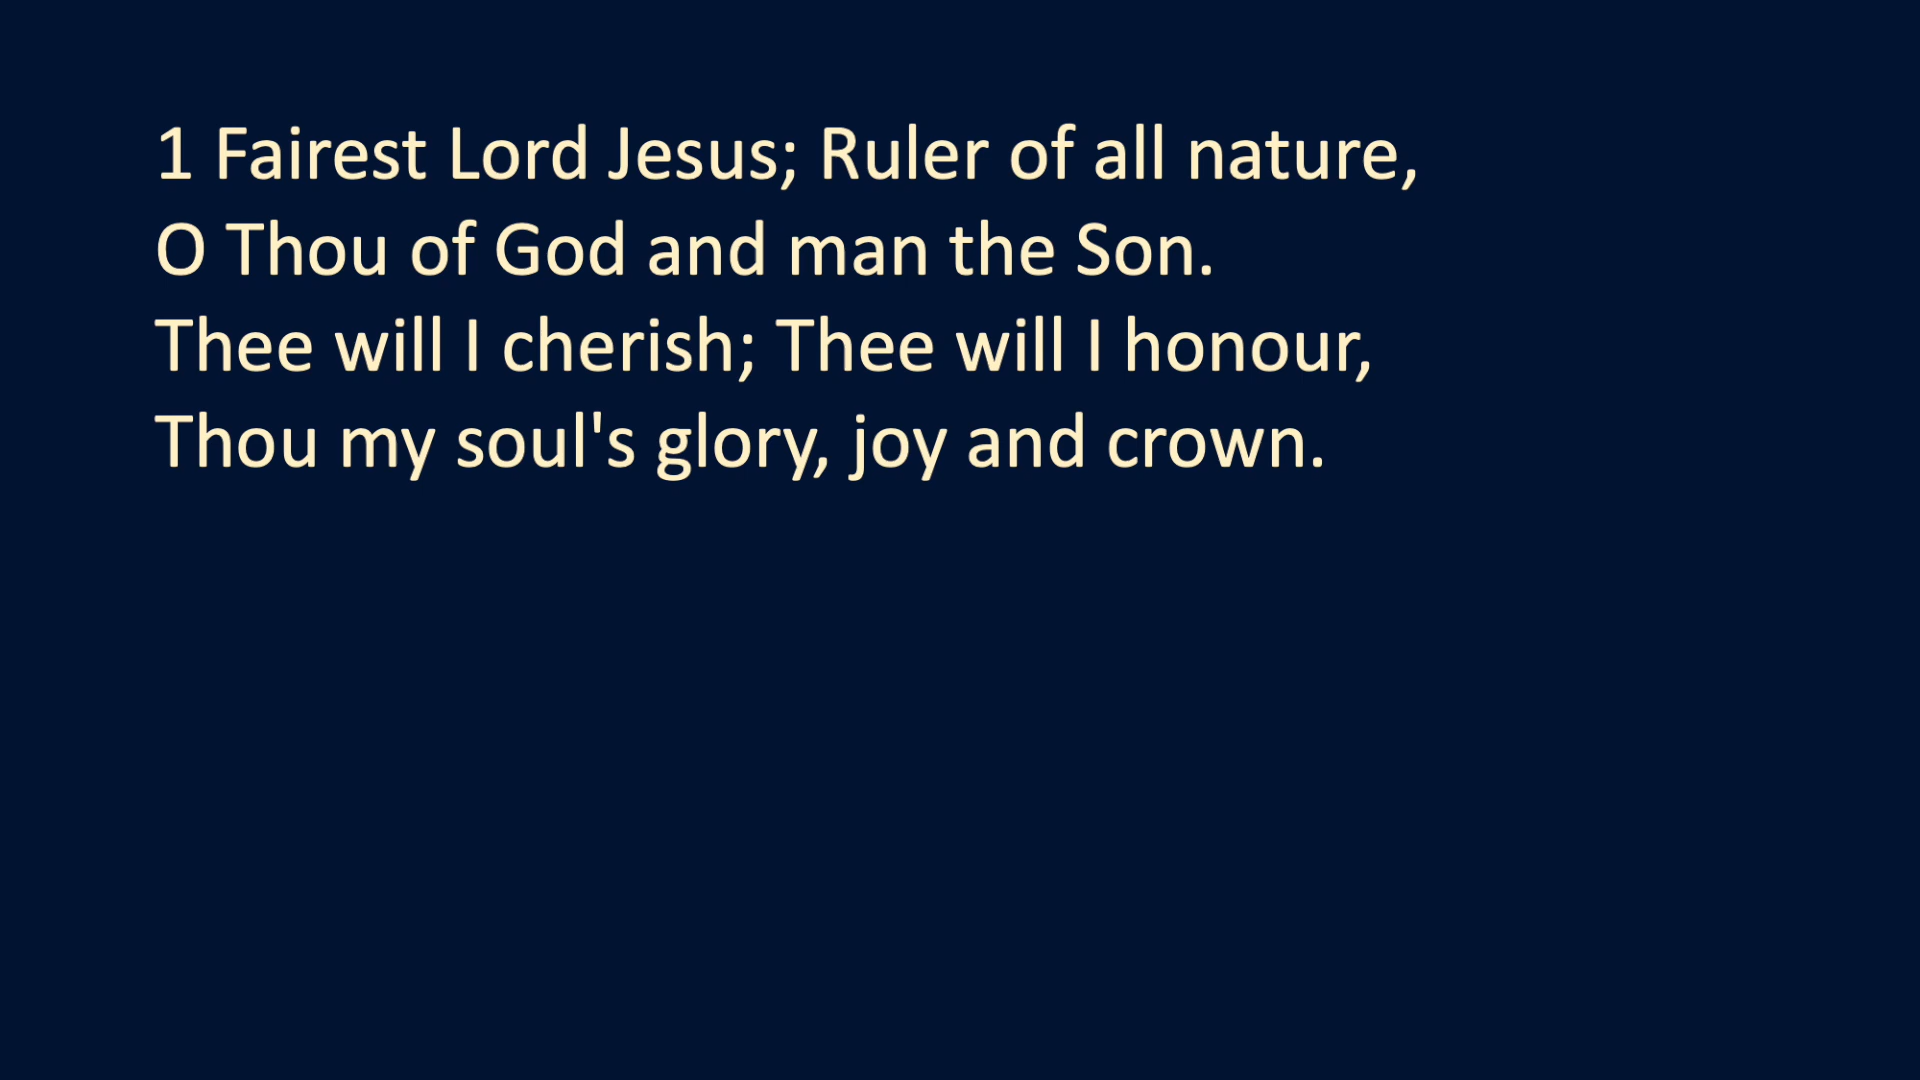 1 Fairest Lord Jesus; Ruler of all nature,
O Thou of God and man the Son.
Thee will I cherish; Thee will I honour,
Thou my soul's glory, joy and crown.